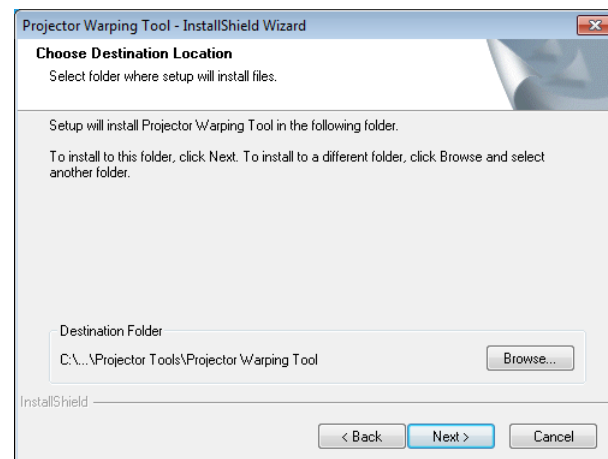 Projector Warping Tool - InstallShield Wizard
Choose Destination Location
Select folder where setup will install files.
Setup will install Projector Warping Tool in the following folder.
To install to this folder, click Next. To install to a different folder, click Browse and select
another folder.
Destination Folder
C:\...\Projector Tools\Projector Warping Tool
Browse...
InstallShield
< Back
Next >
Cancel